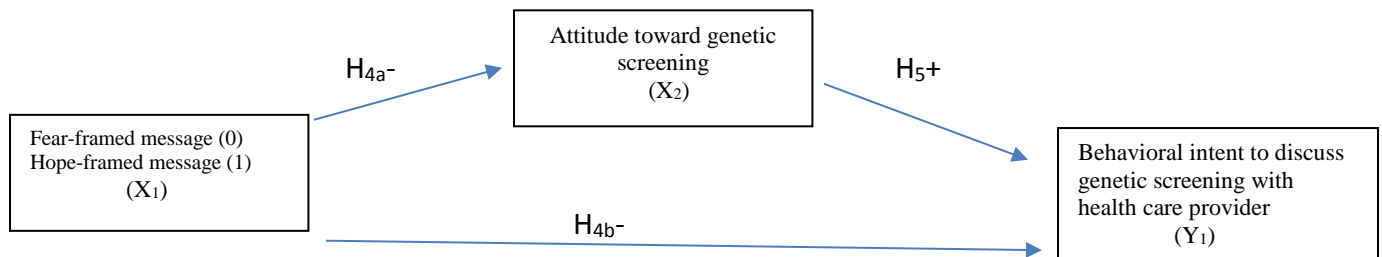 Attitude toward genetic
screening
(X₂)
H₄ₐ-
H₅+
Fear-framed message (0)
Hope-framed message (1)
(X₁)
Behavioral intent to discuss
genetic screening with
health care provider
(Y₁)
H₄b-